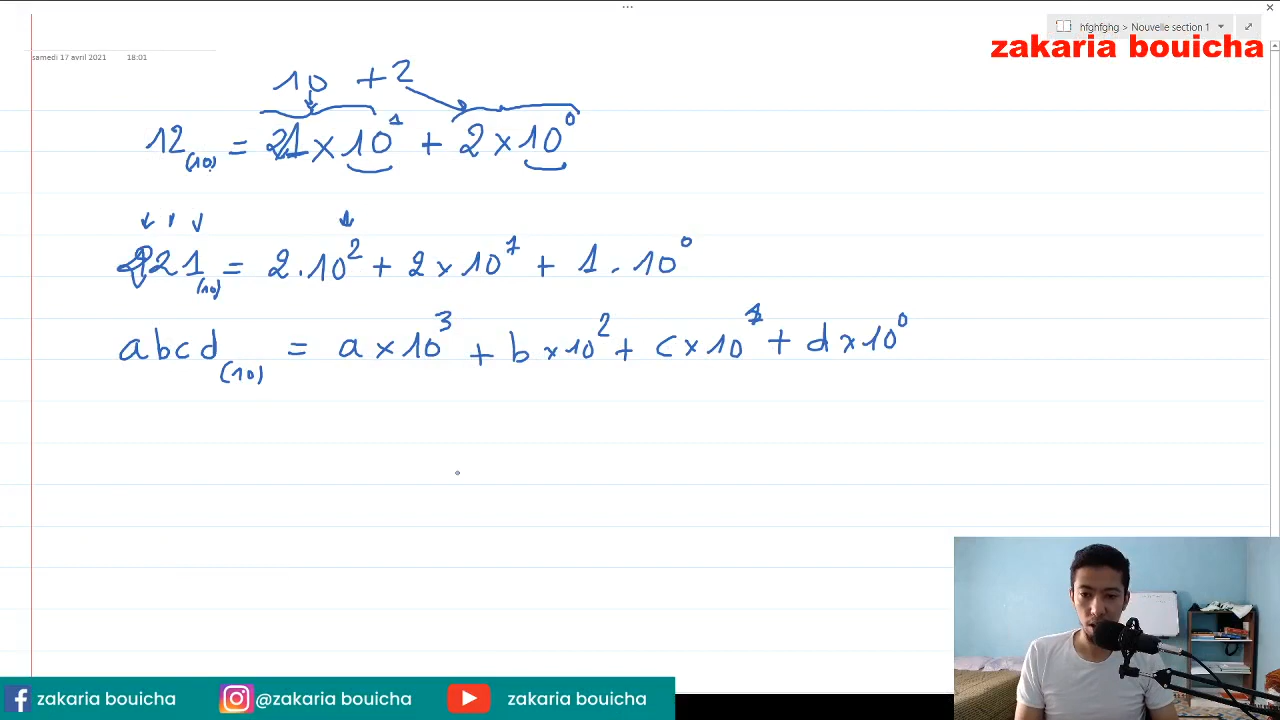 hfghfghg > Nouvelle section 1
zakaria bouicha
samedi 17 avril 2021 18:01
10 + 2
12(10) = 21 × 10¹ + 2 × 10⁰
221(10) = 2 . 10² + 2 × 10¹ + 1 . 10⁰
abcd(10) = a × 10³ + b × 10² + c × 10¹ + d × 10⁰
zakaria bouicha @zakaria bouicha zakaria bouicha